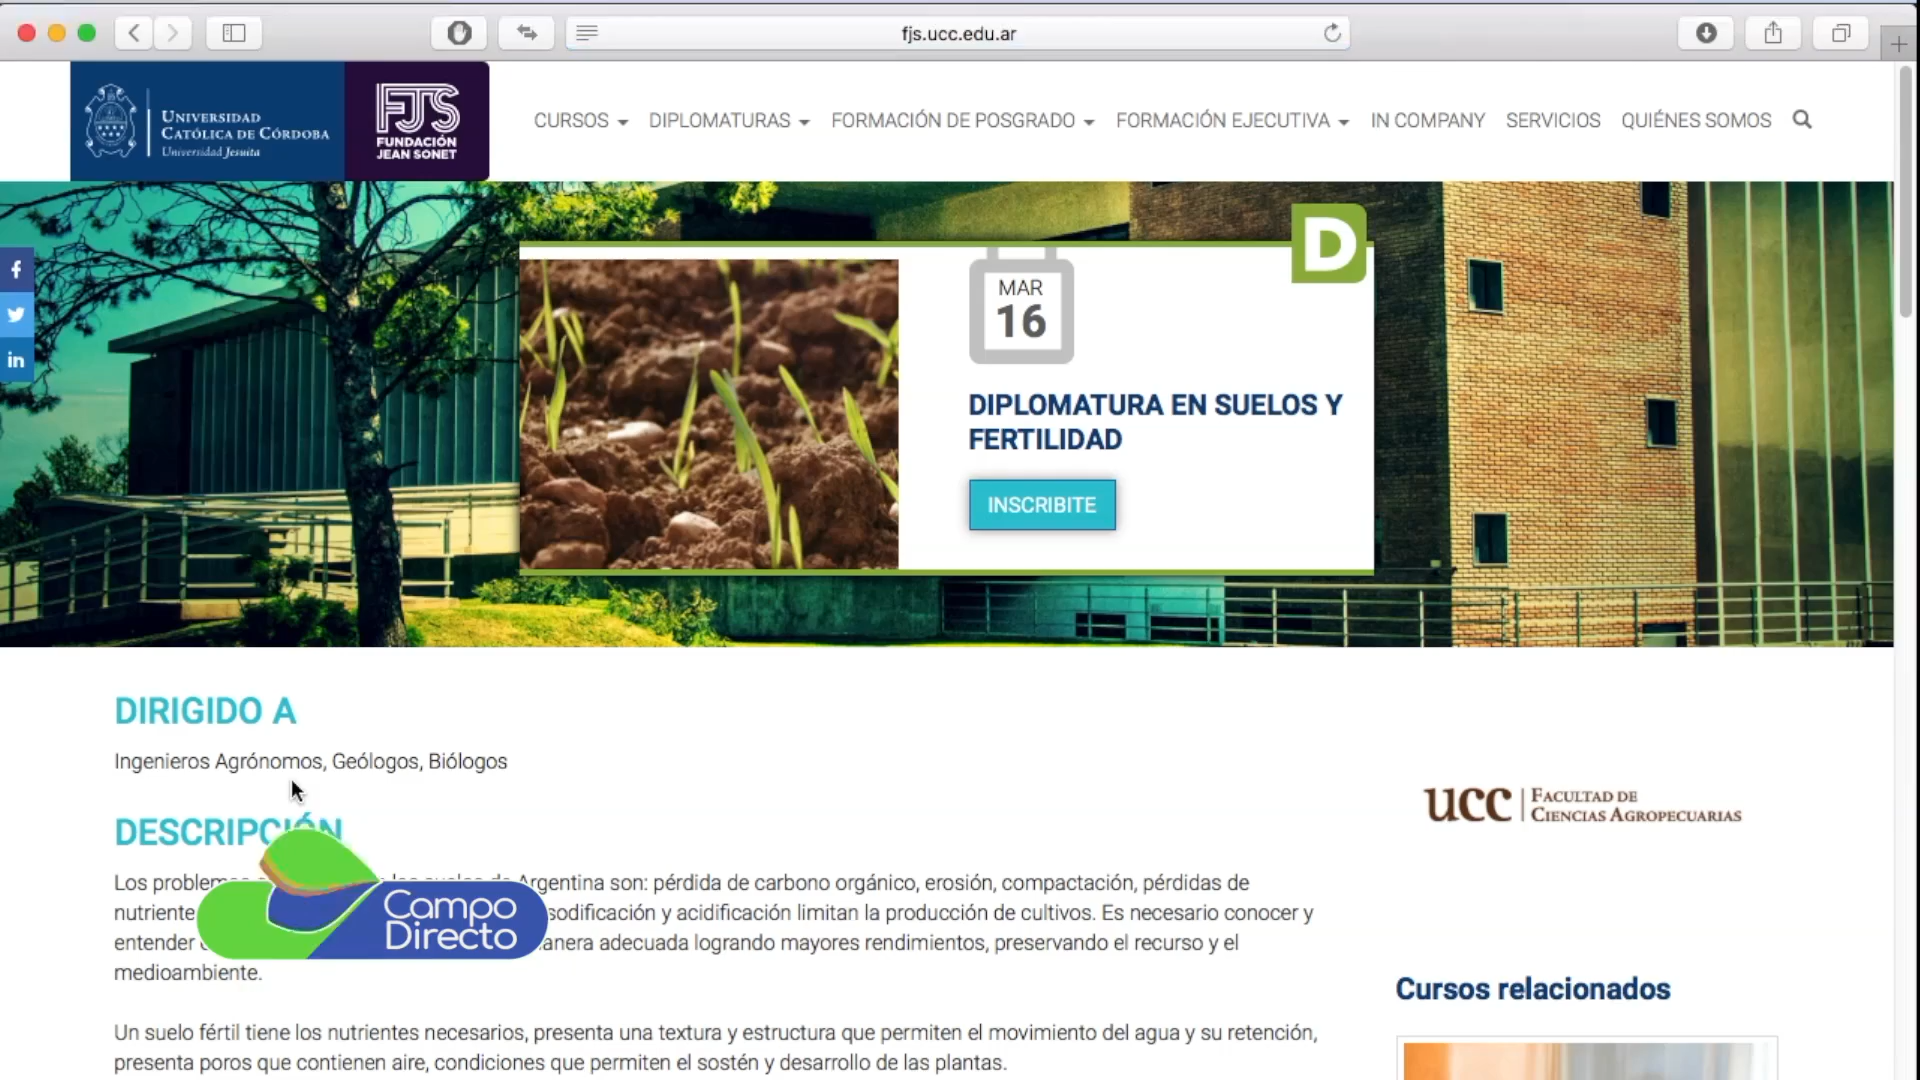 fjs.ucc.edu.ar
UNIVERSIDAD
CATÓLICA DE CÓRDOBA
Universidad Jesuita
FJS
FUNDACIÓN
JEAN SONET
CURSOS
DIPLOMATURAS
FORMACIÓN DE POSGRADO
FORMACIÓN EJECUTIVA
IN COMPANY
SERVICIOS
QUIÉNES SOMOS
D
MAR
16
DIPLOMATURA EN SUELOS Y
FERTILIDAD
INSCRIBITE
f
in
DIRIGIDO A
Ingenieros Agrónomos, Geólogos, Biólogos
DESCRIPCIÓN
Los suelos de Argentina son: pérdida de carbono orgánico, erosión, compactación, pérdidas de
sodificación y acidificación limitan la producción de cultivos. Es necesario conocer y
entender adecuada logrando mayores rendimientos, preservando el recurso y el
medioambiente.
Un suelo fértil tiene los nutrientes necesarios, presenta una textura y estructura que permiten el movimiento del agua y su retención,
presenta poros que contienen aire, condiciones que permiten el sostén y desarrollo de las plantas.
Campo
Directo
UCC
FACULTAD DE
CIENCIAS AGROPECUARIAS
Cursos relacionados